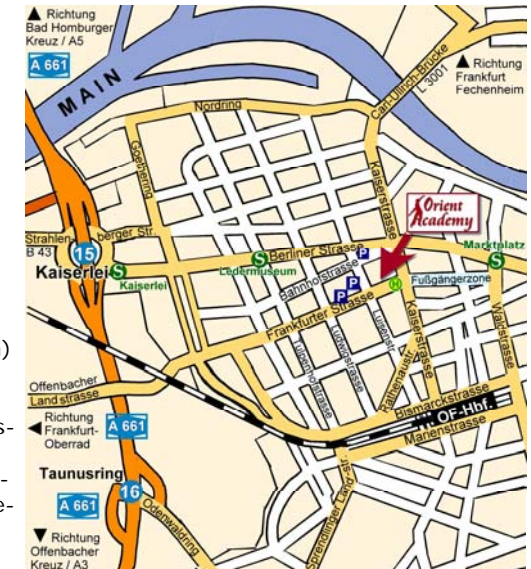 ▲ Richtung
Bad Homburger
Kreuz / A5
A 661
MAIN
Carl-Ulrich-Brücke
L 3001
▲ Richtung
Frankfurt
Fechenheim
Nordring
Goethering
Kaiserstrasse
Orient
Academy
Strahlenberger Str.
B 43
15
Kaiserlei
S
Kaiserlei
S
Ledermuseum
Berliner Strasse
P
Marktplatz
S
Bahnhofstrasse
P
P
H
Fußgängerzone
Frankfurter Strasse
Luisenstr.
Ludwigstrasse
Tulpenhofstrasse
Rathenaustr.
Kaiserstrasse
Waldstrasse
Offenbacher
Landstrasse
Bismarckstrasse
OF-Hbf.
Marienstrasse
Richtung
◀ Frankfurt-
Oberrad
A 661
Taunusring
16
A 661
Odenwaldring
Sprendlinger Land-
str.
▼ Richtung
Offenbacher
Kreuz / A3
)
s-
-
e-